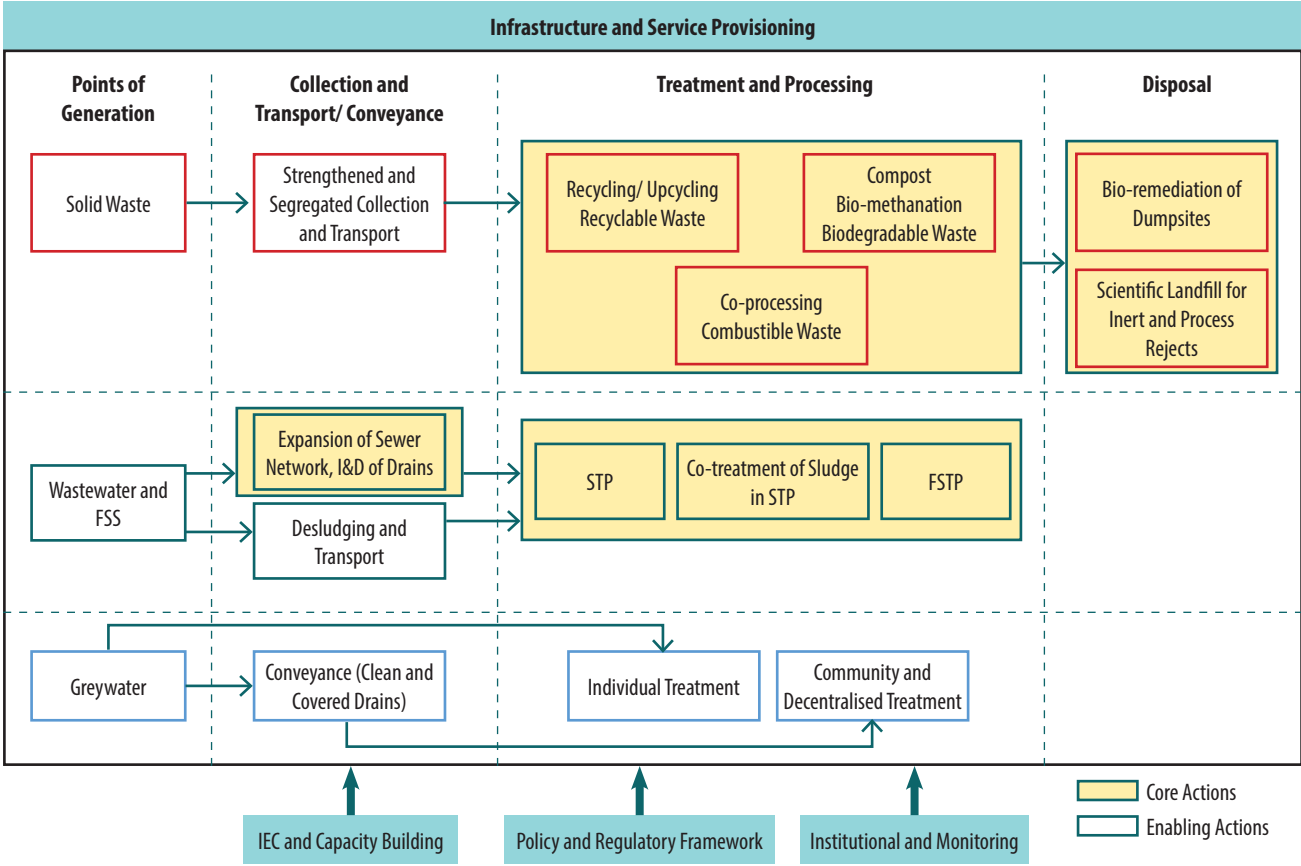 Infrastructure and Service Provisioning
Points of
Generation
Collection and
Transport/ Conveyance
Treatment and Processing
Disposal
Solid Waste
Strengthened and
Segregated Collection
and Transport
Recycling/ Upcycling
Recyclable Waste
Compost
Bio-methanation
Biodegradable Waste
Co-processing
Combustible Waste
Bio-remediation of
Dumpsites
Scientific Landfill for
Inert and Process
Rejects
Wastewater and
FSS
Expansion of Sewer
Network, I&D of Drains
Desludging and
Transport
STP
Co-treatment of Sludge
in STP
FSTP
Greywater
Conveyance (Clean and
Covered Drains)
Individual Treatment
Community and
Decentralised Treatment
IEC and Capacity Building
Policy and Regulatory Framework
Institutional and Monitoring
Core Actions
Enabling Actions